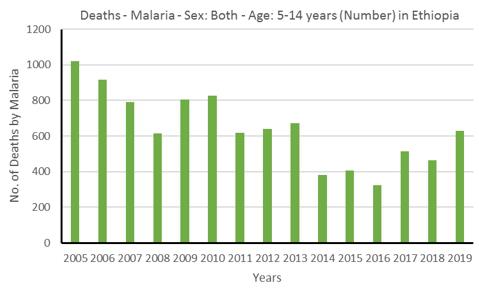 Deaths - Malaria - Sex: Both - Age: 5-14 years (Number) in Ethiopia
1200
1000
800
600
400
200
0
No. of Deaths by Malaria
2005 2006 2007 2008 2009 2010 2011 2012 2013 2014 2015 2016 2017 2018 2019
Years